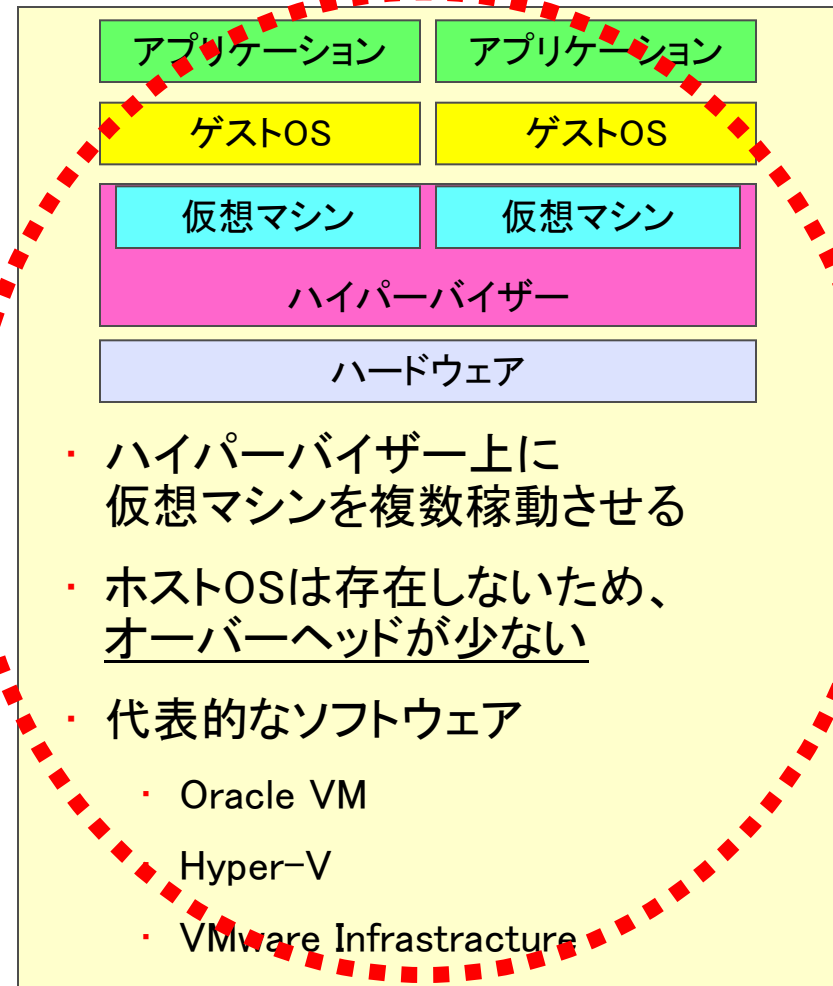 アプリケーション アプリケーション
ゲストOS ゲストOS
仮想マシン 仮想マシン
ハイパーバイザー
ハードウェア
・ ハイパーバイザー上に
仮想マシンを複数稼動させる
・ ホストOSは存在しないため、
オーバーヘッドが少ない
・ 代表的なソフトウェア
・ Oracle VM
・ Hyper-V
・ VMware Infrastracture